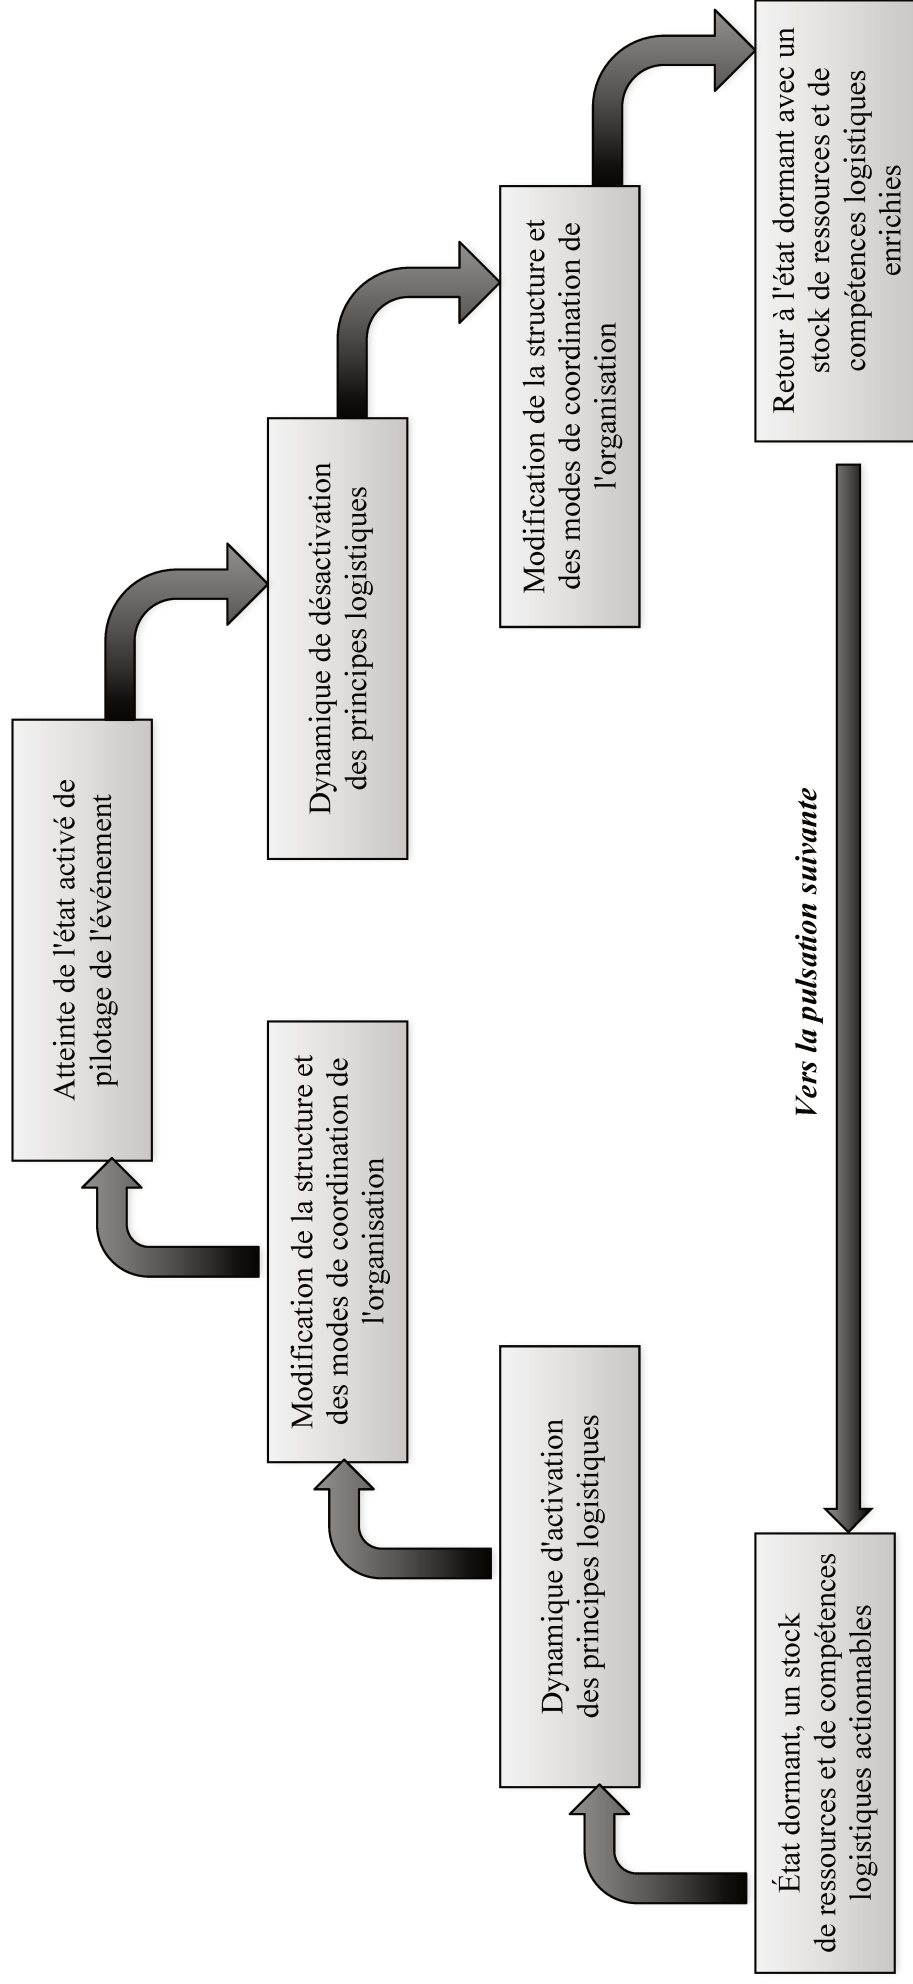 Atteinte de l'état activé de
pilotage de l'événement
Modification de la structure et
des modes de coordination de
l'organisation
Dynamique de désactivation
des principes logistiques
Dynamique d'activation
des principes logistiques
Modification de la structure et
des modes de coordination de
l'organisation
Vers la pulsation suivante
État dormant, un stock
de ressources et de compétences
logistiques actionnables
Retour à l'état dormant avec un
stock de ressources et de
compétences logistiques
enrichies